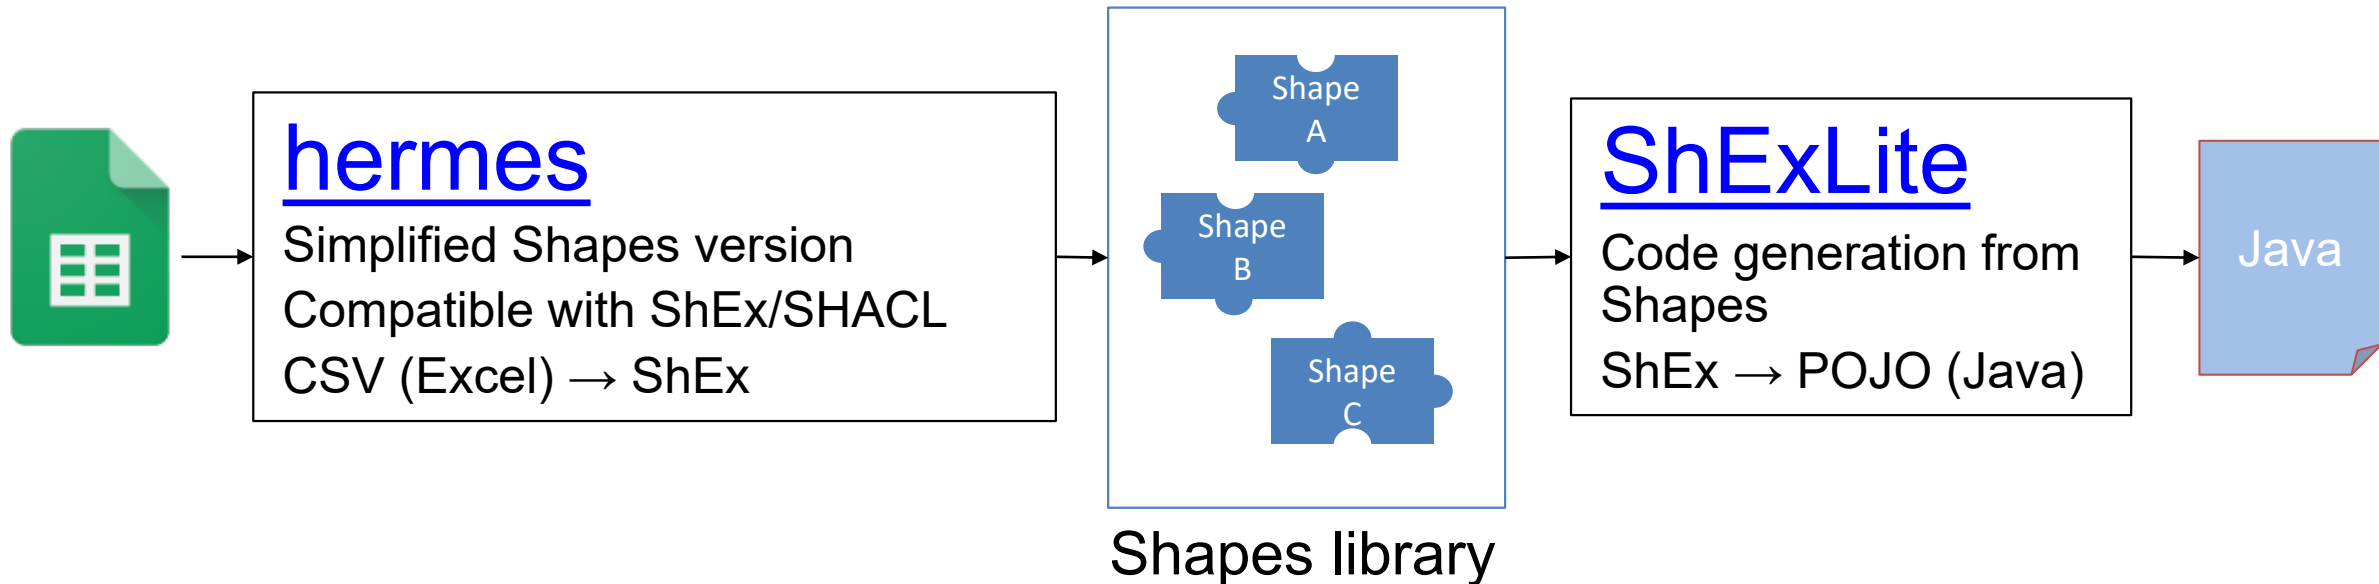 hermes
Simplified Shapes version
Compatible with ShEx/SHACL
CSV (Excel) → ShEx
Shape
A
Shape
B
Shape
C
Shapes library
ShExLite
Code generation from
Shapes
ShEx → POJO (Java)
Java